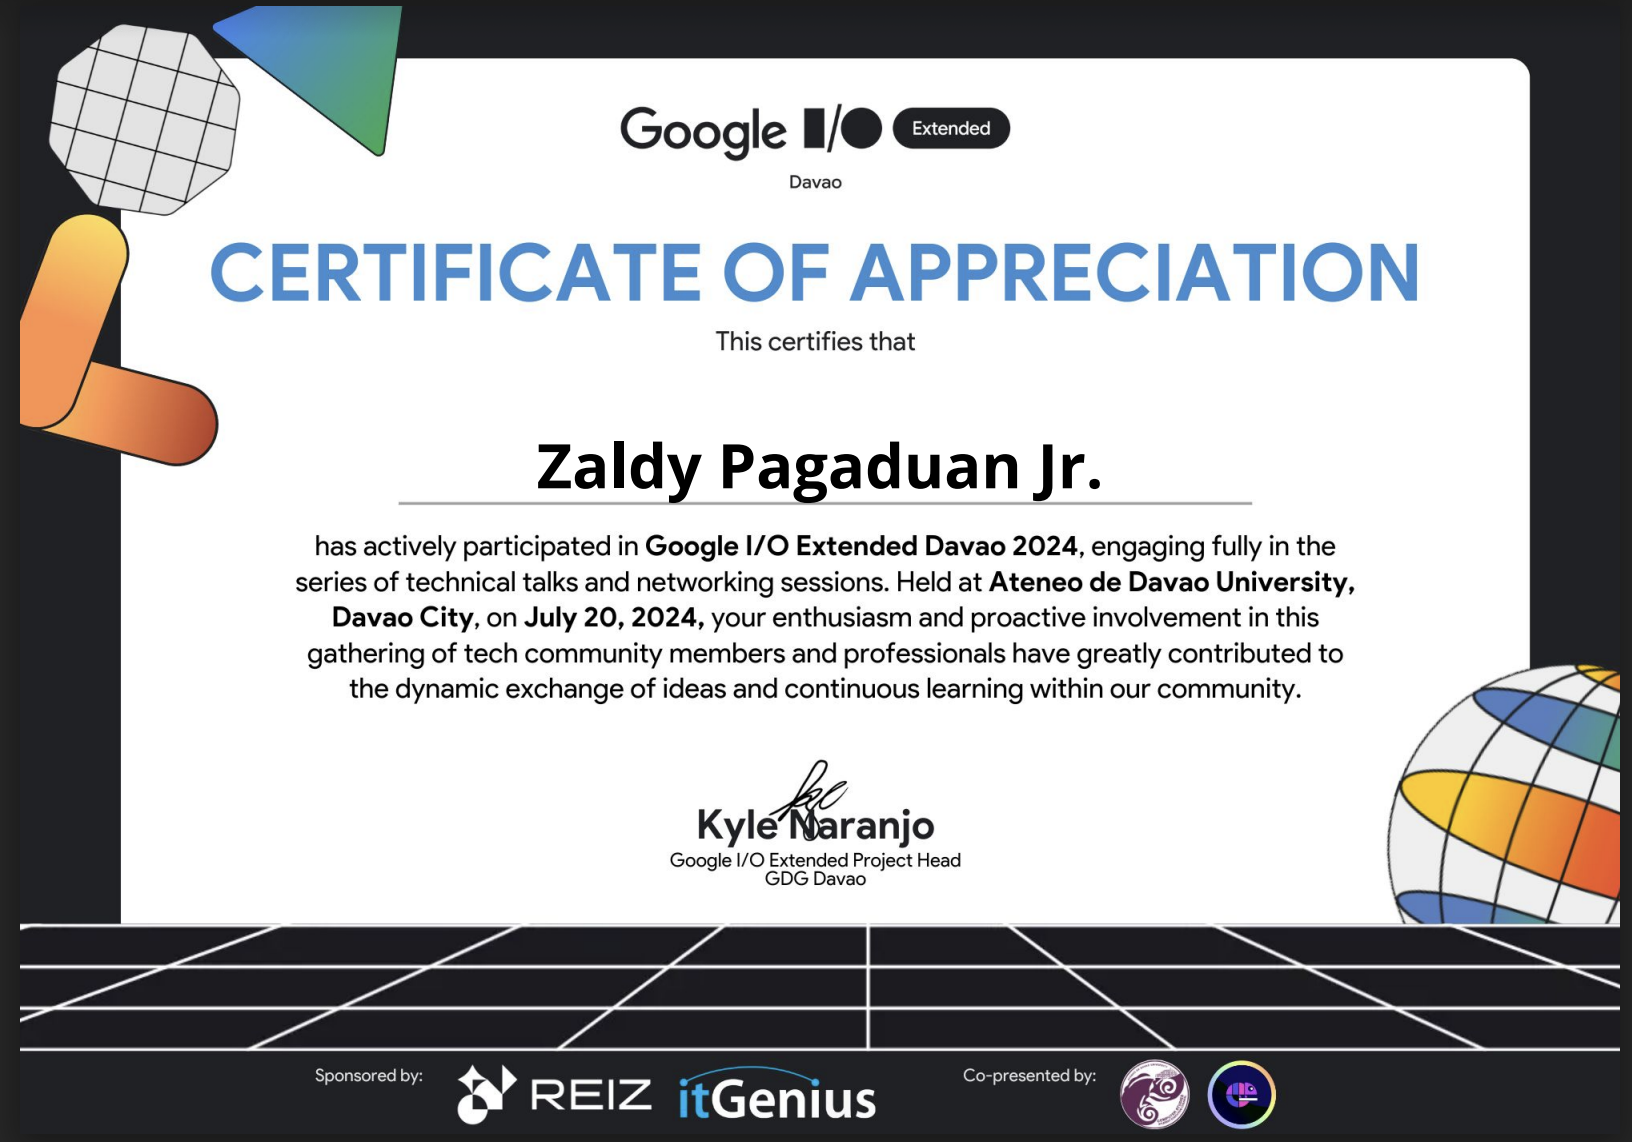 Google I/O Extended
Davao
CERTIFICATE OF APPRECIATION
This certifies that
Zaldy Pagaduan Jr.
has actively participated in Google I/O Extended Davao 2024, engaging fully in the
series of technical talks and networking sessions. Held at Ateneo de Davao University,
Davao City, on July 20, 2024, your enthusiasm and proactive involvement in this
gathering of tech community members and professionals have greatly contributed to
the dynamic exchange of ideas and continuous learning within our community.
Kyle Naranjo
Google I/O Extended Project Head
GDG Davao
Sponsored by:
REIZ
itGenius
Co-presented by: